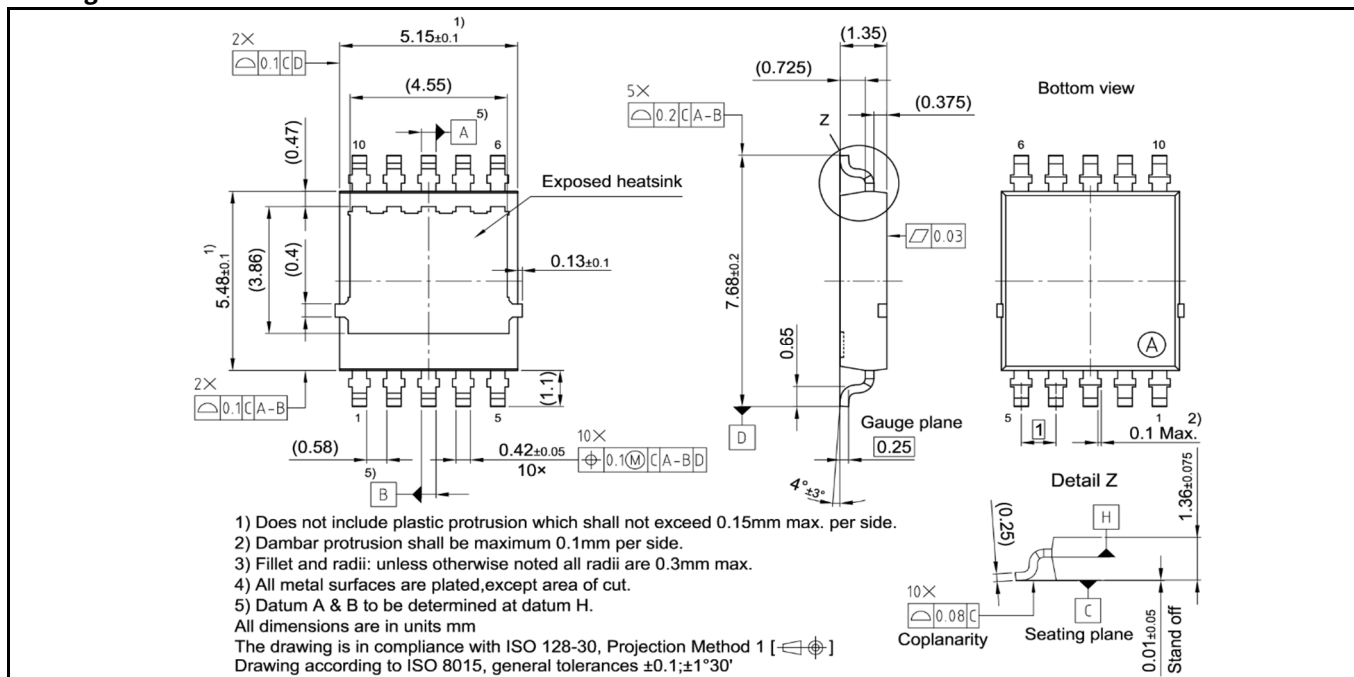 2× 
⌓ 0.1 C D
5.15±0.1 1)
(4.55)
A 5)
(0.47)
10
6
Exposed heatsink
5.48±0.1 1)
(3.86)
(0.4)
0.13±0.1
2×
⌓ 0.1 C A-B
1
5
(1.1)
(0.58)
0.42±0.05
10×
10×
⌖ 0.1 Ⓜ C A-B D
5)
B
(1.35)
(0.725)
(0.375)
5×
⌓ 0.2 C A-B
Z
⏥ 0.03
7.68±0.2
0.65
D
Gauge plane
0.25
4°±3°
Bottom view
6
10
A
5
1
1
2)
0.1 Max.
Detail Z
(0.25)
H
1.36±0.075
10×
⌓ 0.08 C
Coplanarity
C
Seating plane
0.01±0.05
Stand off
1) Does not include plastic protrusion which shall not exceed 0.15mm max. per side.
2) Dambar protrusion shall be maximum 0.1mm per side.
3) Fillet and radii: unless otherwise noted all radii are 0.3mm max.
4) All metal surfaces are plated,except area of cut.
5) Datum A & B to be determined at datum H.
All dimensions are in units mm
The drawing is in compliance with ISO 128-30, Projection Method 1 [ ]
Drawing according to ISO 8015, general tolerances ±0.1;±1°30'